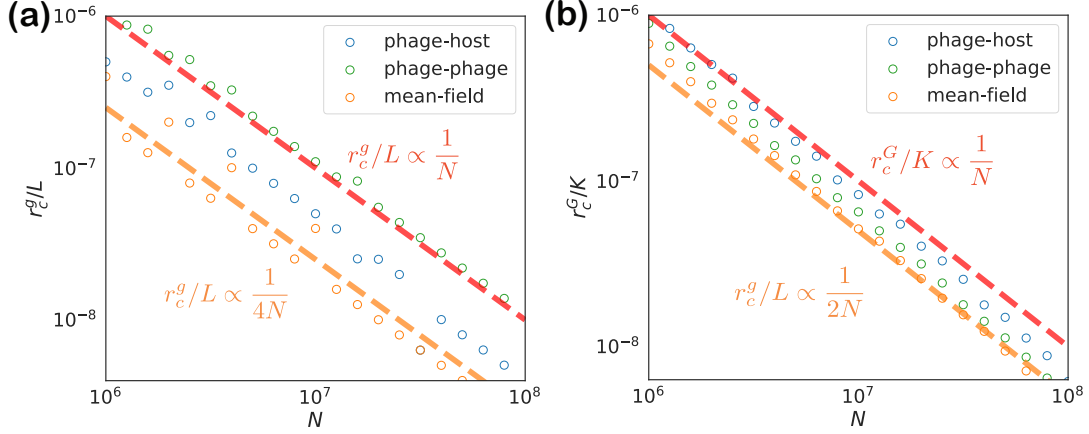 (a)
10⁻⁶
10⁻⁷
10⁻⁸
r_c^g/L
phage-host
phage-phage
mean-field
r_c^g/L ∝ 1/N
r_c^g/L ∝ 1/4N
10⁶
10⁷
10⁸
N
(b)
10⁻⁶
10⁻⁷
10⁻⁸
r_c^G/K
phage-host
phage-phage
mean-field
r_c^G/K ∝ 1/N
r_c^g/L ∝ 1/2N
10⁶
10⁷
10⁸
N